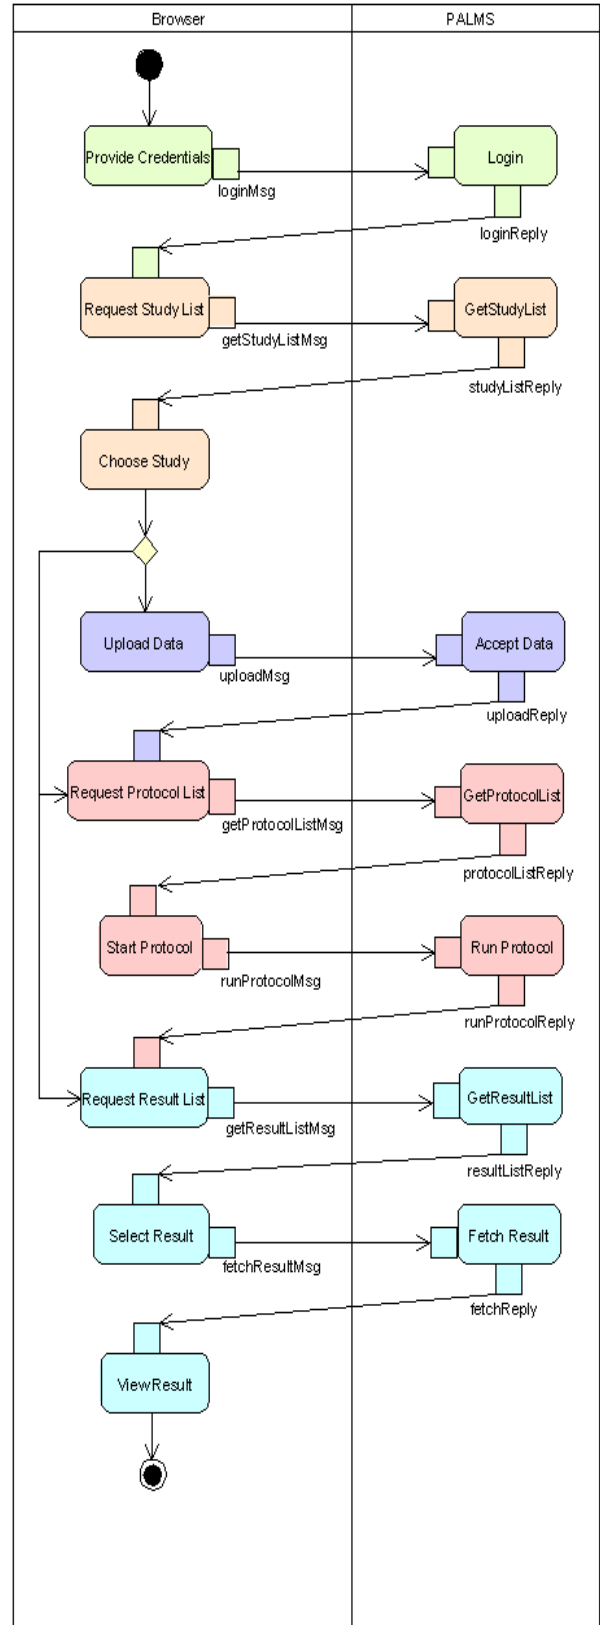 Browser
PALMS
Provide Credentials
Login
loginMsg
loginReply
Request Study List
GetStudyList
getStudyListMsg
studyListReply
Choose Study
Upload Data
Accept Data
uploadMsg
uploadReply
Request Protocol List
GetProtocolList
getProtocolListMsg
protocolListReply
Start Protocol
Run Protocol
runProtocolMsg
runProtocolReply
Request Result List
GetResultList
getResultListMsg
resultListReply
Select Result
Fetch Result
fetchResultMsg
fetchReply
View Result